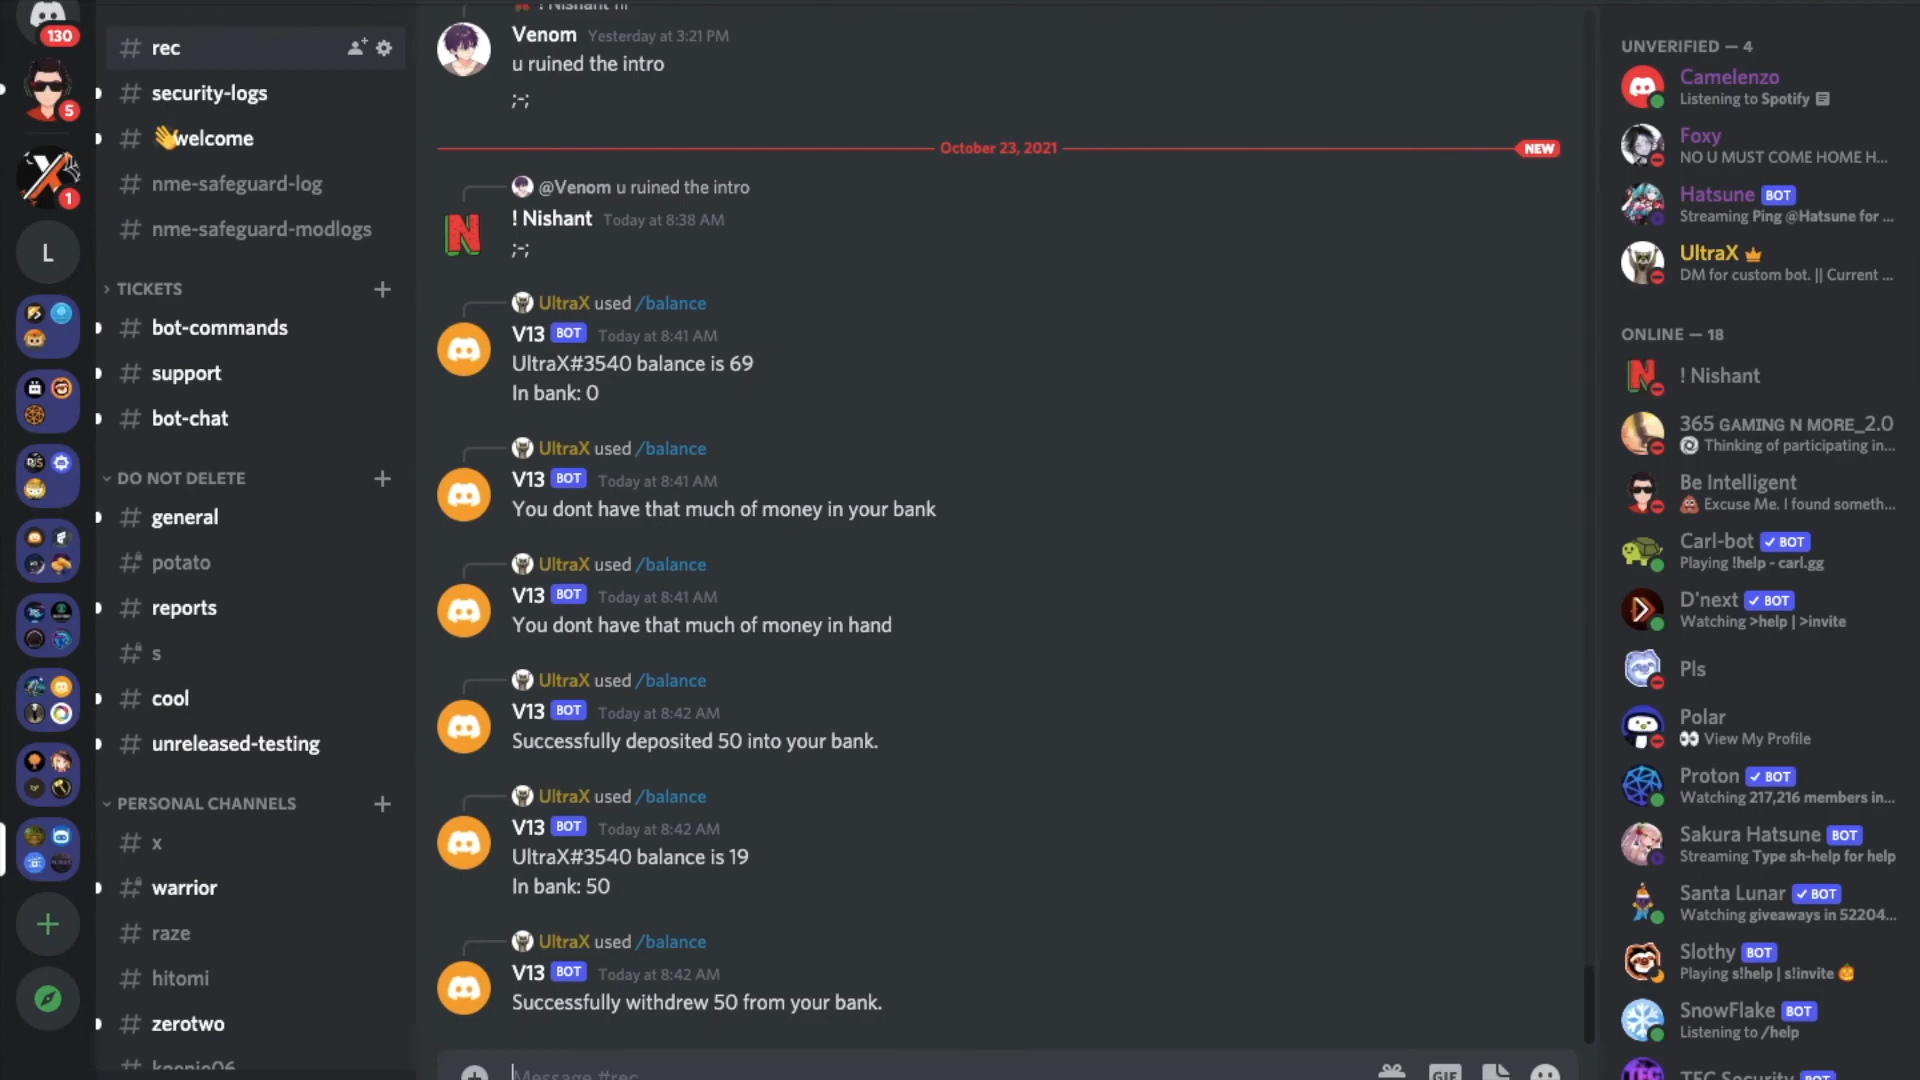 130
rec
5
security-logs
👋welcome
1
nme-safeguard-log
nme-safeguard-modlogs
L
TICKETS
bot-commands
support
bot-chat
DO NOT DELETE
general
potato
reports
s
cool
unreleased-testing
PERSONAL CHANNELS
x
warrior
raze
hitomi
zerotwo
! Nishant hi
Venom Yesterday at 3:21 PM
u ruined the intro
;-;
October 23, 2021 NEW
@Venom u ruined the intro
! Nishant Today at 8:38 AM
;-;
UltraX used /balance
V13 BOT Today at 8:41 AM
UltraX#3540 balance is 69
In bank: 0
UltraX used /balance
V13 BOT Today at 8:41 AM
You dont have that much of money in your bank
UltraX used /balance
V13 BOT Today at 8:41 AM
You dont have that much of money in hand
UltraX used /balance
V13 BOT Today at 8:42 AM
Successfully deposited 50 into your bank.
UltraX used /balance
V13 BOT Today at 8:42 AM
UltraX#3540 balance is 19
In bank: 50
UltraX used /balance
V13 BOT Today at 8:42 AM
Successfully withdrew 50 from your bank.
Message #rec
GIF
UNVERIFIED — 4
Camelenzo
Listening to Spotify
Foxy
NO U MUST COME HOME H...
Hatsune BOT
Streaming Ping @Hatsune for ...
UltraX
DM for custom bot. || Current ...
ONLINE — 18
! Nishant
365 GAMING N MORE_2.0
Thinking of participating in...
Be Intelligent
💩 Excuse Me. I found someth...
Carl-bot ✓ BOT
Playing !help - carl.gg
D'next ✓ BOT
Watching >help | >invite
Pls
Polar
👀 View My Profile
Proton ✓ BOT
Watching 217,216 members in...
Sakura Hatsune BOT
Streaming Type sh-help for help
Santa Lunar ✓ BOT
Watching giveaways in 52204...
Slothy BOT
Playing s!help | s!invite 🎃
SnowFlake BOT
Listening to /help
TEC Security BOT